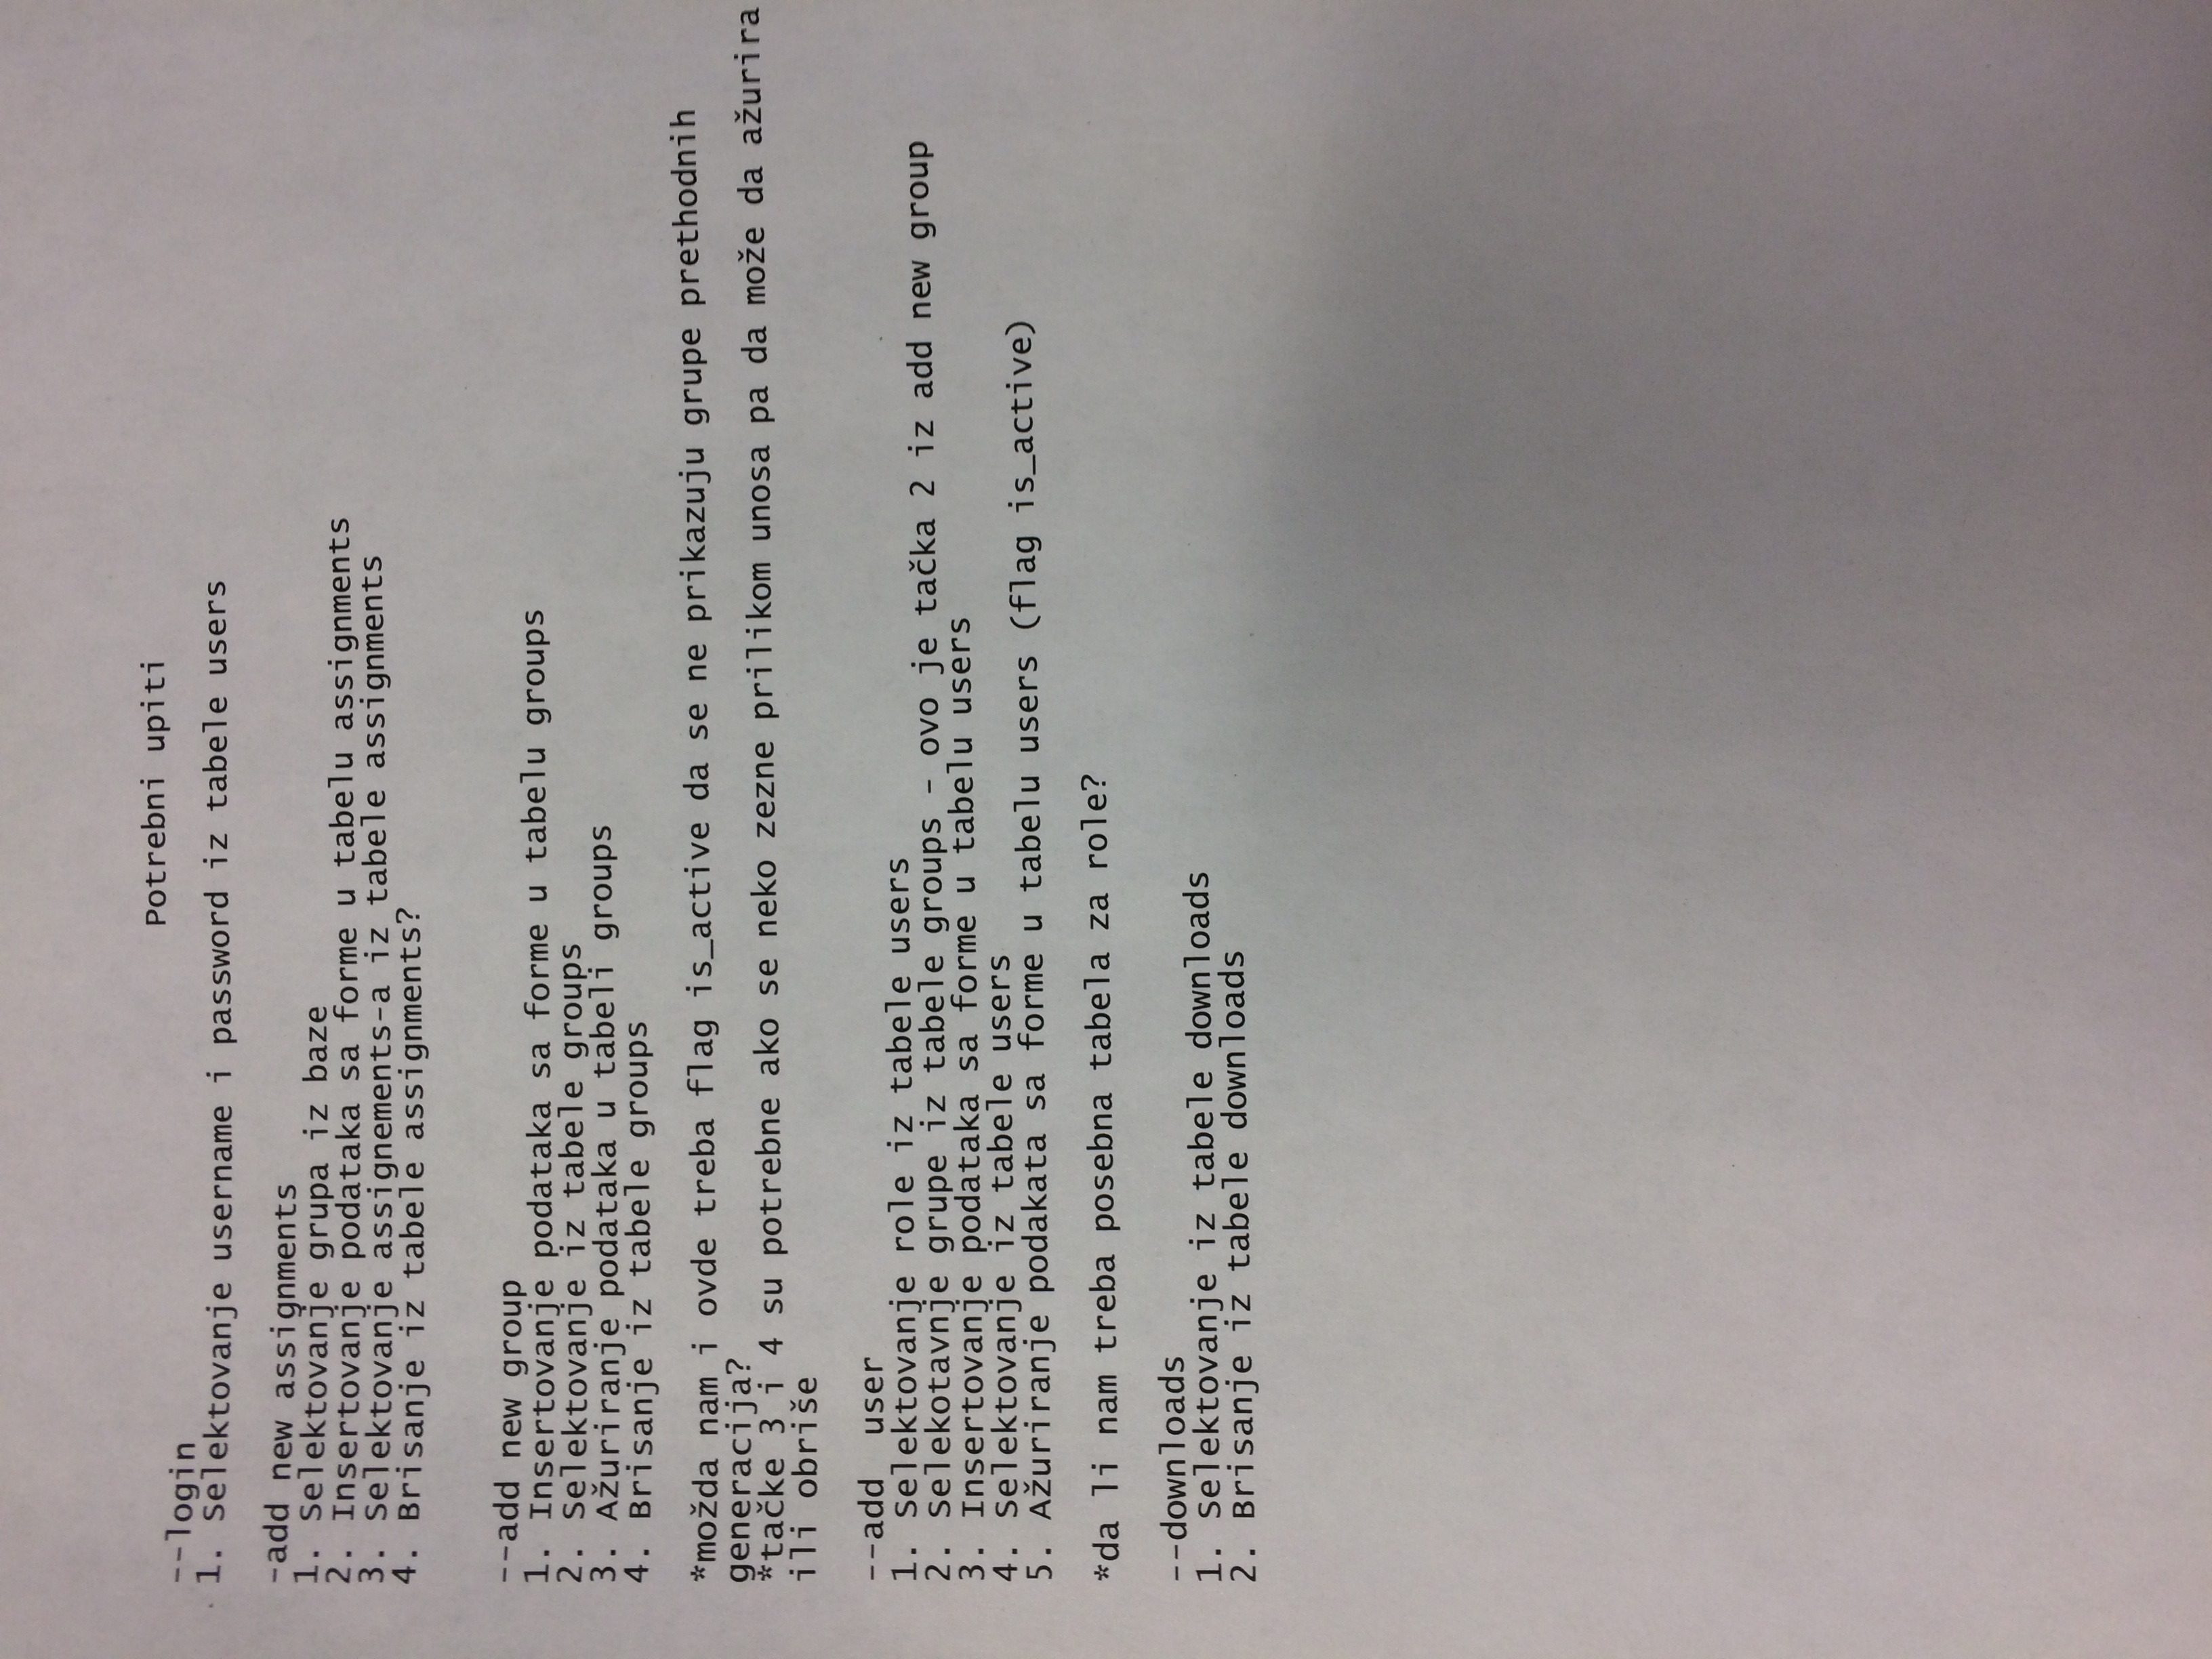 Potrebni upiti
--login
1. Selektovanje username i password iz tabele users
-add new assignments
1. Selektovanje grupa iz baze
2. Insertovanje podataka sa forme u tabelu assignments
3. Selektovanje assignements-a iz tabele assignments
4. Brisanje iz tabele assignments?
--add new group
1. Insertovanje podataka sa forme u tabelu groups
2. Selektovanje iz tabele groups
3. Ažuriranje podataka u tabeli groups
4. Brisanje iz tabele groups
*možda nam i ovde treba flag is_active da se ne prikazuju grupe prethodnih
generacija?
*tačke 3 i 4 su potrebne ako se neko zezne prilikom unosa pa da može da ažurira
ili obriše
--add  user
1. Selektovanje role iz tabele users
2. Selekotavnje grupe iz tabele groups - ovo je tačka 2 iz add new group
3. Insertovanje podataka sa forme u tabelu users
4. Selektovanje iz tabele users
5. Ažuriranje podakata sa forme u tabelu users (flag is_active)
*da li nam treba posebna tabela za role?
--downloads
1. Selektovanje iz tabele downloads
2. Brisanje iz tabele downloads